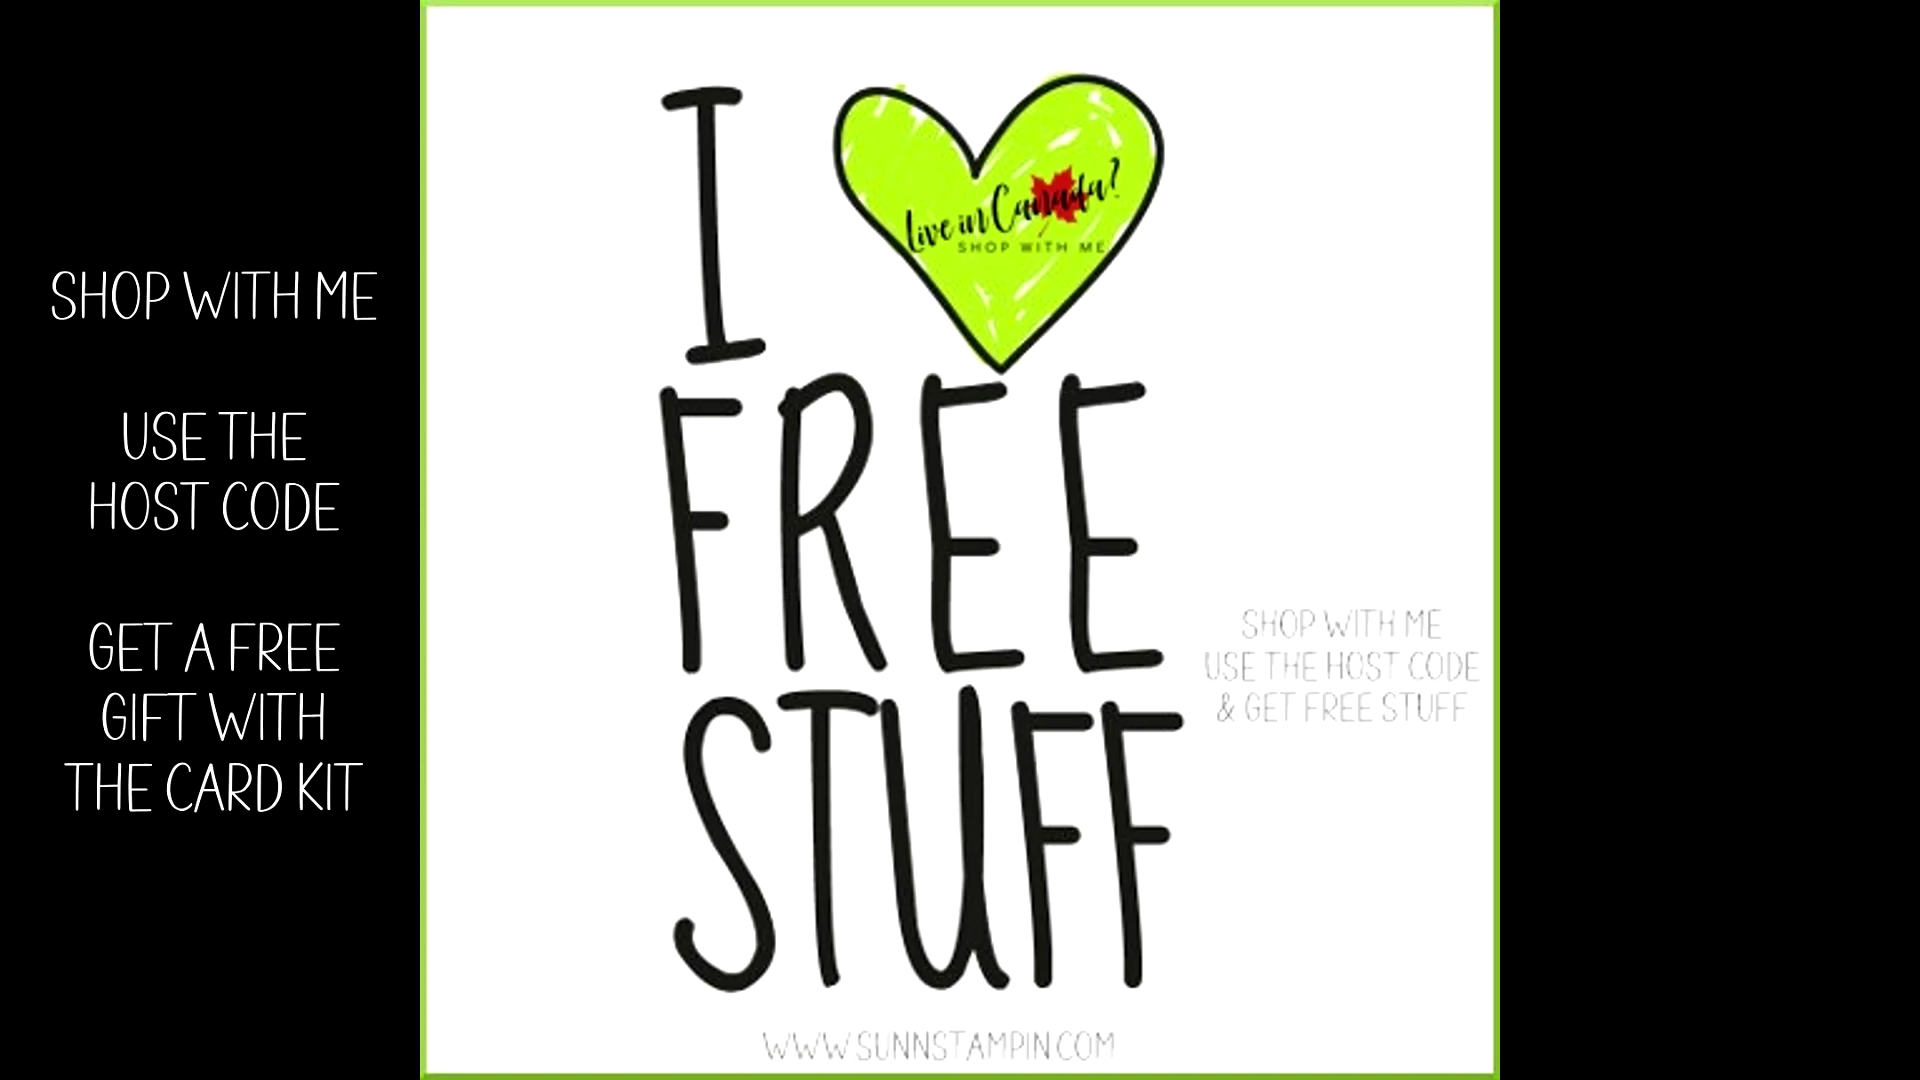 SHOP WITH ME
USE THE
HOST CODE
GET A FREE
GIFT WITH
THE CARD KIT
I
Live in Canada?
SHOP WITH ME
FREE
STUFF
SHOP WITH ME
USE THE HOST CODE
& GET FREE STUFF
WWW.SUNNSTAMPIN.COM